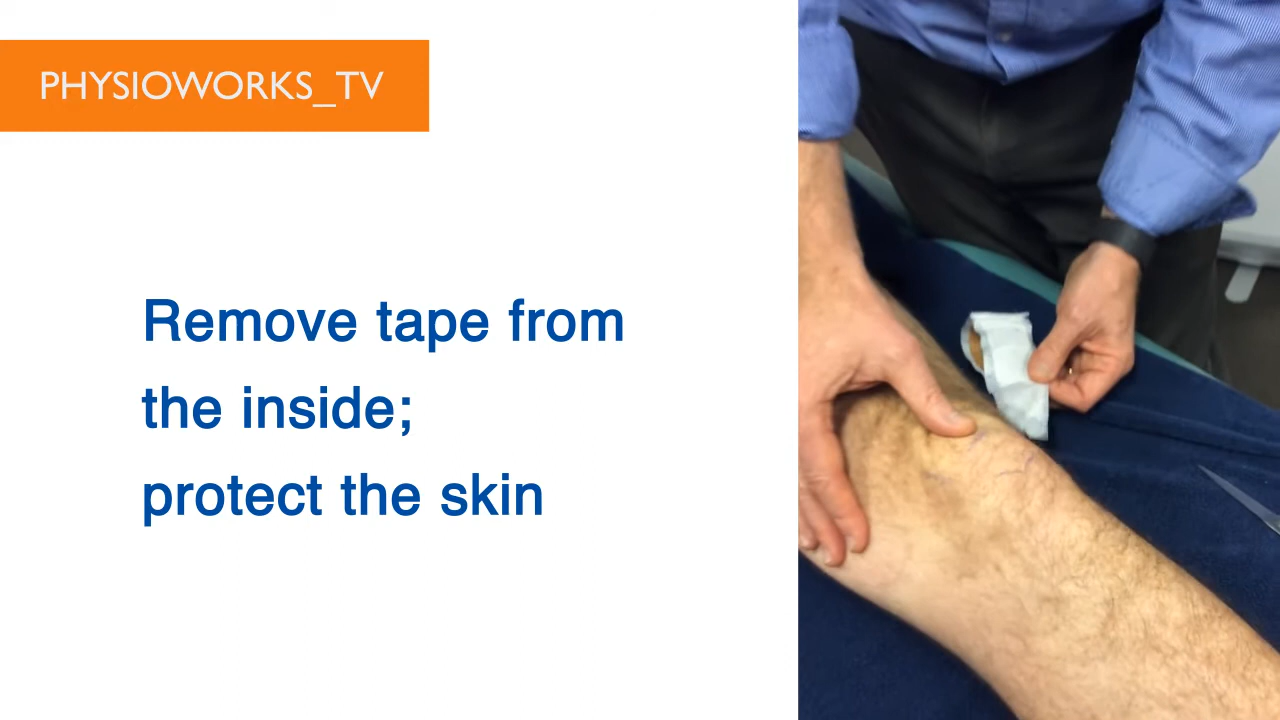 PHYSIOWORKS_TV
Remove tape from
the inside;
protect the skin